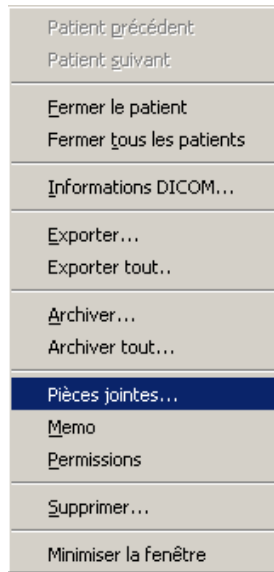 Patient précédent
Patient suivant
Fermer le patient
Fermer tous les patients
Informations DICOM...
Exporter...
Exporter tout..
Archiver...
Archiver tout...
Pièces jointes...
Memo
Permissions
Supprimer...
Minimiser la fenêtre